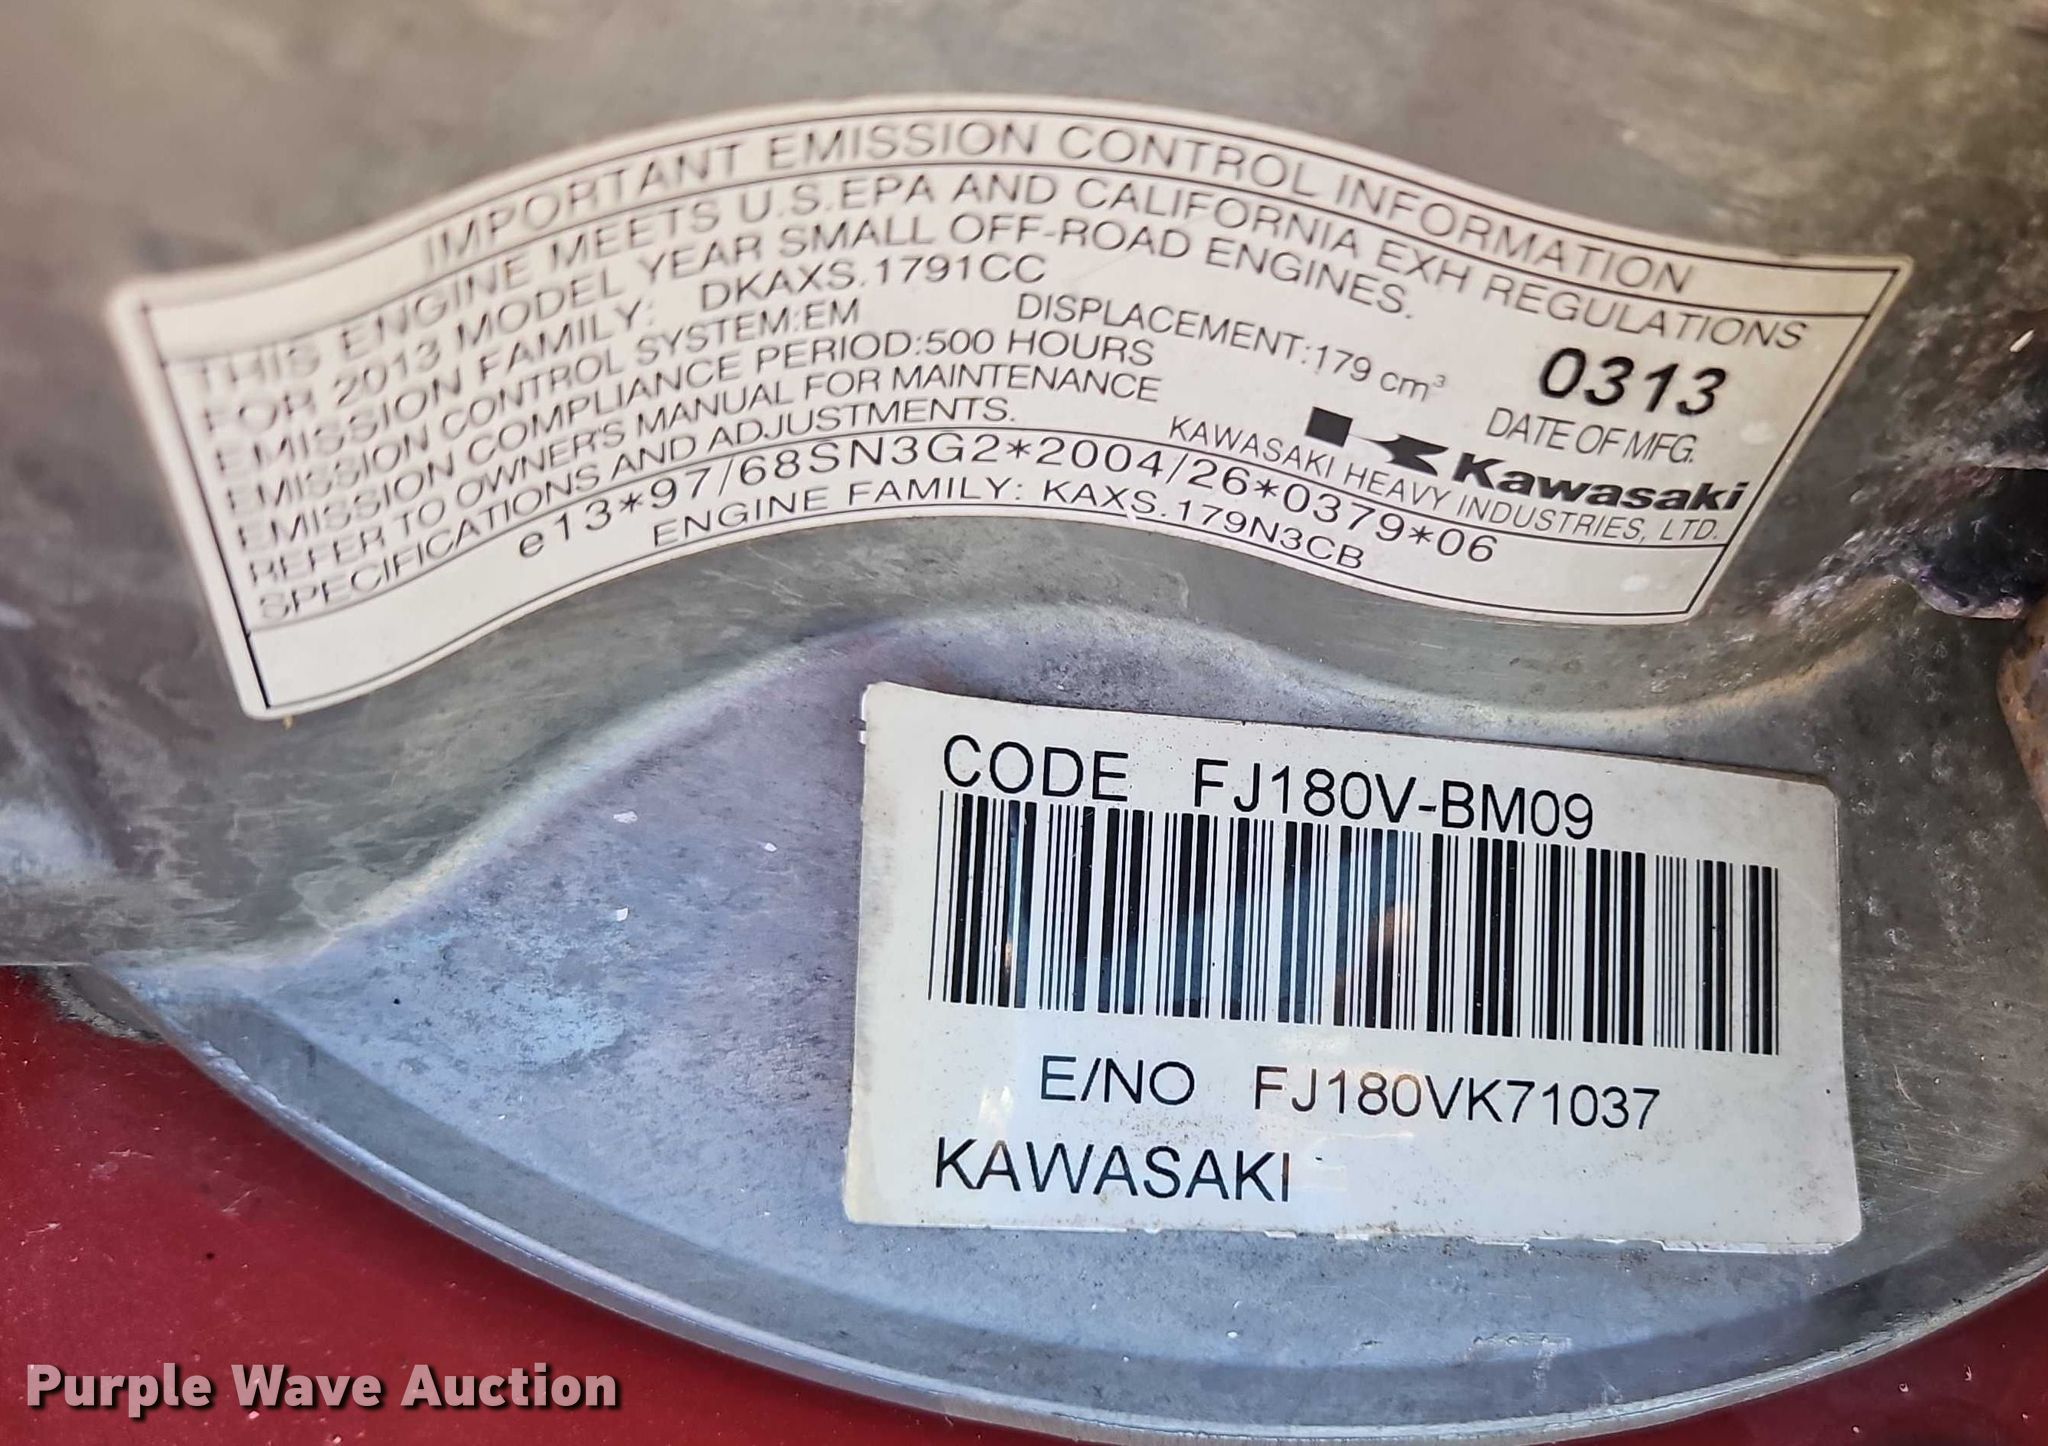 IMPORTANT EMISSION CONTROL INFORMATION
THIS ENGINE MEETS U.S.EPA AND CALIFORNIA EXH REGULATIONS
FOR 2013 MODEL YEAR SMALL OFF-ROAD ENGINES.
EMISSION FAMILY: DKAXS.1791CC
EMISSION CONTROL SYSTEM:EM
DISPLACEMENT:179 cm³
EMISSION COMPLIANCE PERIOD:500 HOURS
REFER TO OWNER'S MANUAL FOR MAINTENANCE
SPECIFICATIONS AND ADJUSTMENTS.
0313
DATE OF MFG.
Kawasaki
KAWASAKI HEAVY INDUSTRIES, LTD.
e13*97/68SN3G2*2004/26*0379*06
ENGINE FAMILY: KAXS.179N3CB
CODE FJ180V-BM09
E/NO FJ180VK71037
KAWASAKI
Purple Wave Auction